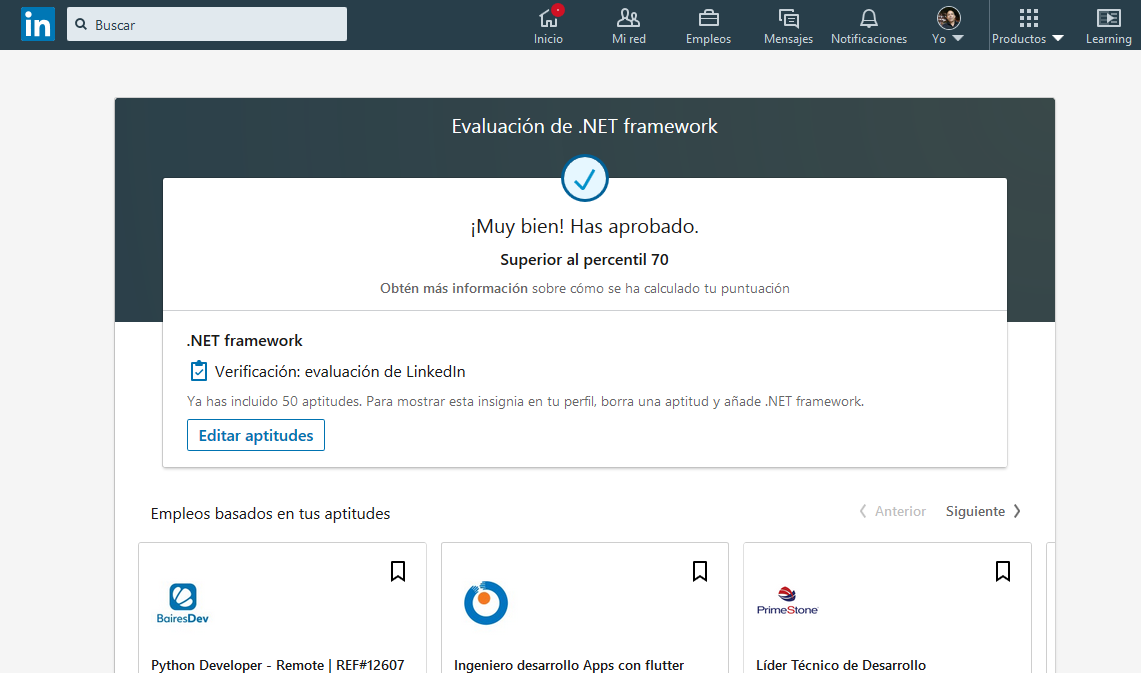 in
Buscar
Inicio
Mi red
Empleos
Mensajes
Notificaciones
Yo
Productos
Learning
Evaluación de .NET framework
¡Muy bien! Has aprobado.
Superior al percentil 70
Obtén más información sobre cómo se ha calculado tu puntuación
.NET framework
Verificación: evaluación de LinkedIn
Ya has incluido 50 aptitudes. Para mostrar esta insignia en tu perfil, borra una aptitud y añade .NET framework.
Editar aptitudes
Empleos basados en tus aptitudes
Anterior
Siguiente
BairesDev
PrimeStone
Python Developer - Remote | REF#12607
Ingeniero desarrollo Apps con flutter
Líder Técnico de Desarrollo